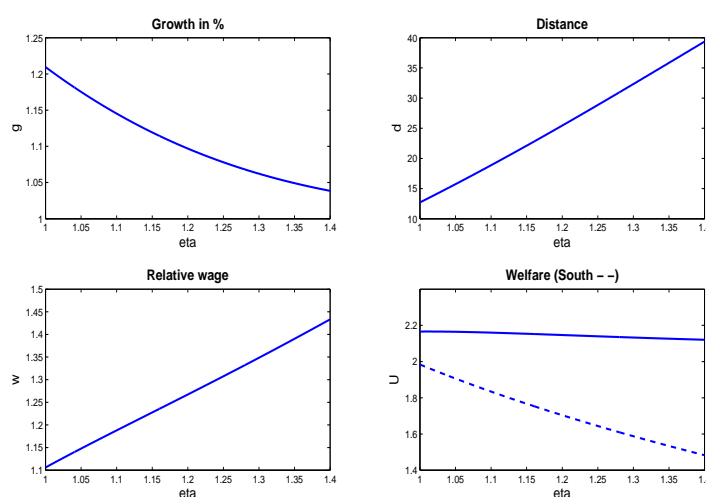 Growth in %
1.25
1.2
1.15
1.1
1.05
1
g
1 1.05 1.1 1.15 1.2 1.25 1.3 1.35 1.4
eta
Distance
40
35
30
25
20
15
10
d
1 1.05 1.1 1.15 1.2 1.25 1.3 1.35 1.
eta
Relative wage
1.5
1.45
1.4
1.35
1.3
1.25
1.2
1.15
1.1
w
1 1.05 1.1 1.15 1.2 1.25 1.3 1.35 1.4
eta
Welfare (South − −)
2.2
2
1.8
1.6
1.4
U
1 1.05 1.1 1.15 1.2 1.25 1.3 1.35 1.
eta